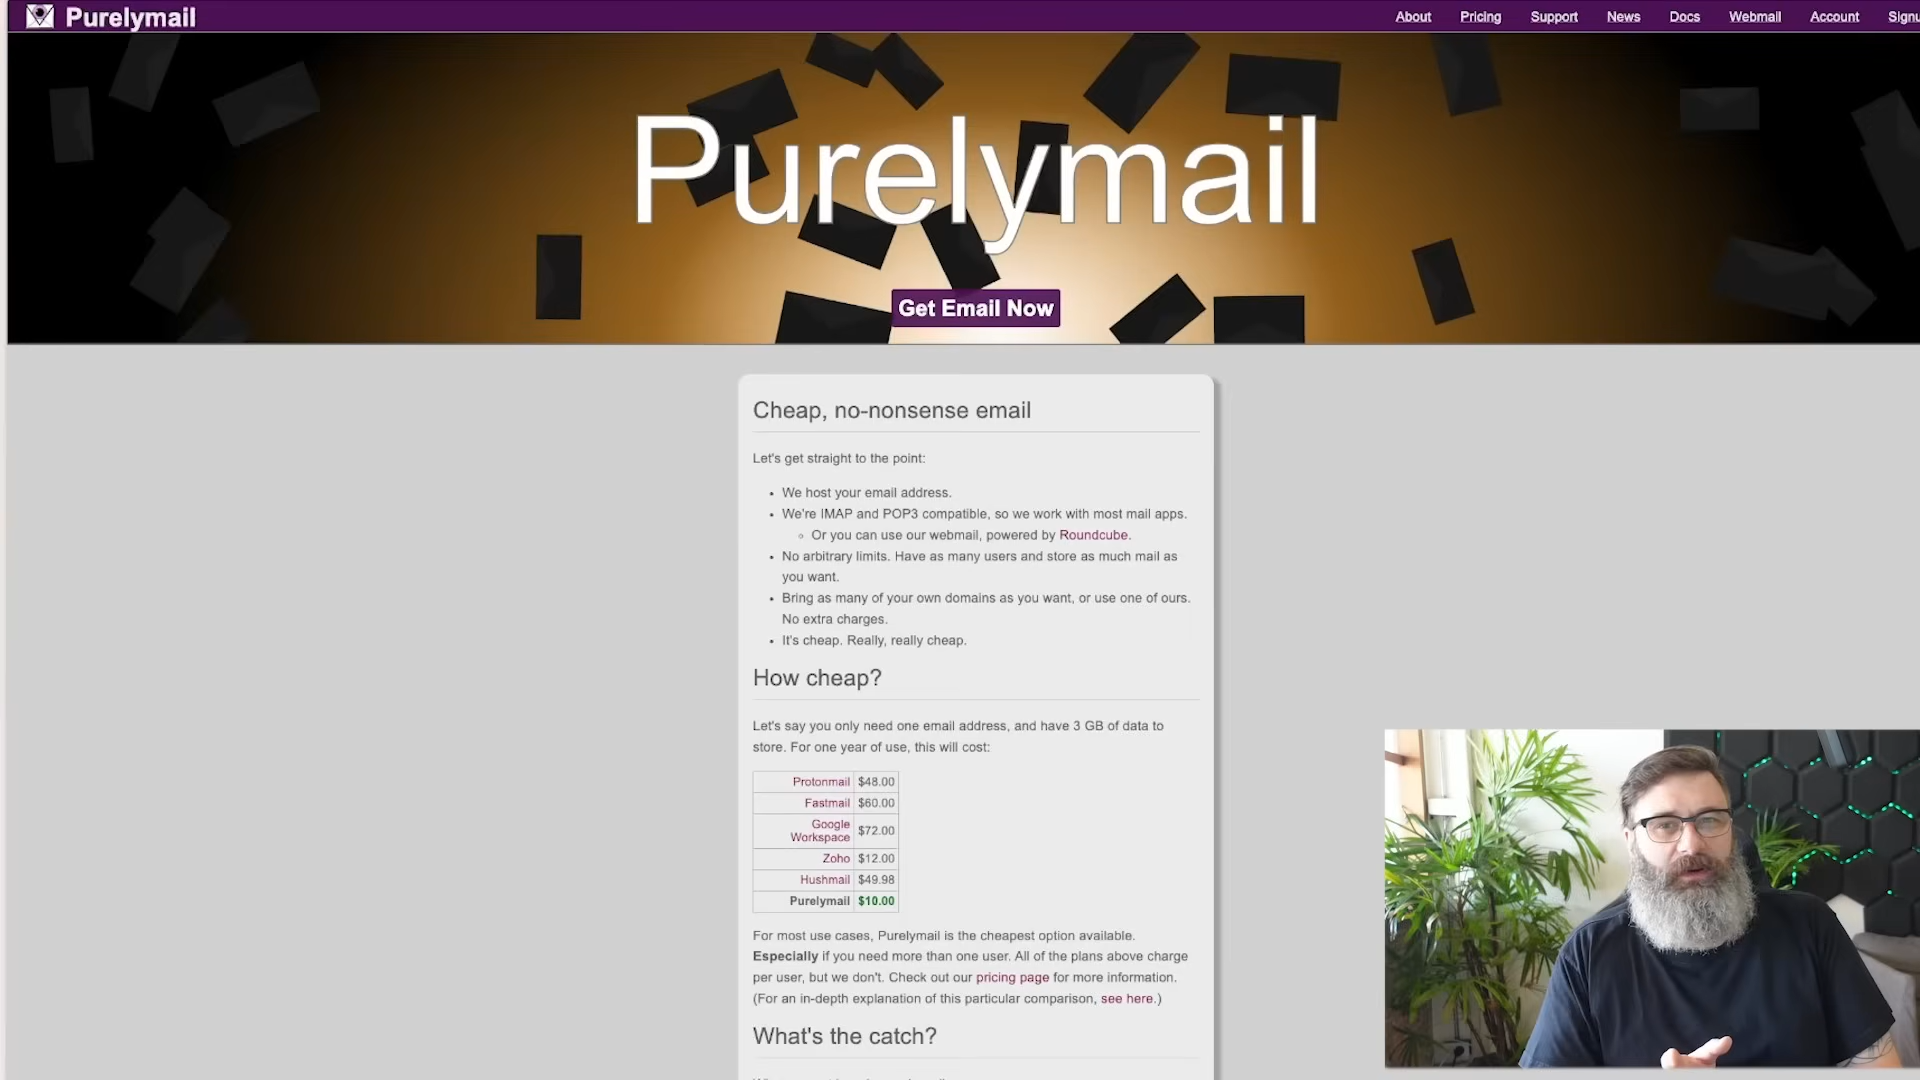 Purelymail
About Pricing Support News Docs Webmail Account
Purelymail
Get Email Now
Cheap, no-nonsense email
Let's get straight to the point:
• We host your email address.
• We're IMAP and POP3 compatible, so we work with most mail apps.
◦ Or you can use our webmail, powered by Roundcube.
• No arbitrary limits. Have as many users and store as much mail as
you want.
• Bring as many of your own domains as you want, or use one of ours.
No extra charges.
• It's cheap. Really, really cheap.
How cheap?
Let's say you only need one email address, and have 3 GB of data to
store. For one year of use, this will cost:
Protonmail $48.00
Fastmail $60.00
Google
Workspace $72.00
Zoho $12.00
Hushmail $49.98
Purelymail $10.00
For most use cases, Purelymail is the cheapest option available.
Especially if you need more than one user. All of the plans above charge
per user, but we don't. Check out our pricing page for more information.
(For an in-depth explanation of this particular comparison, see here.)
What's the catch?